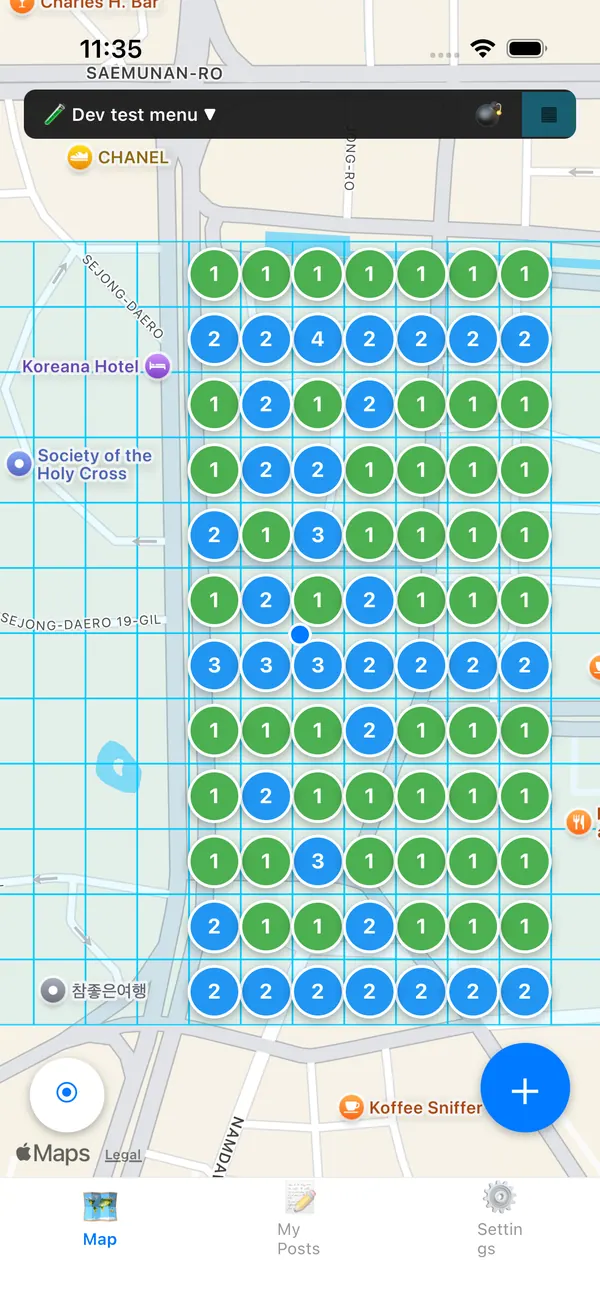 Charles H. Bar
11:35
SAEMUNAN-RO
Dev test menu ▼
CHANEL
JONG-RO
SEJONG-DAERO
1 1 1 1 1 1 1
2 2 4 2 2 2 2
Koreana Hotel
1 2 1 2 1 1 1
Society of the
Holy Cross
1 2 2 1 1 1 1
2 1 3 1 1 1 1
1 2 1 2 1 1 1
SEJONG-DAERO 19-GIL
3 3 3 2 2 2 2
1 1 1 2 1 1 1
1 2 1 1 1 1 1
1 1 3 1 1 1 1
2 1 1 2 1 1 1
참좋은여행
2 2 2 2 2 2 2
+
Koffee Sniffer
NAMDA
Maps
Legal
Map
My
Posts
Settin
gs